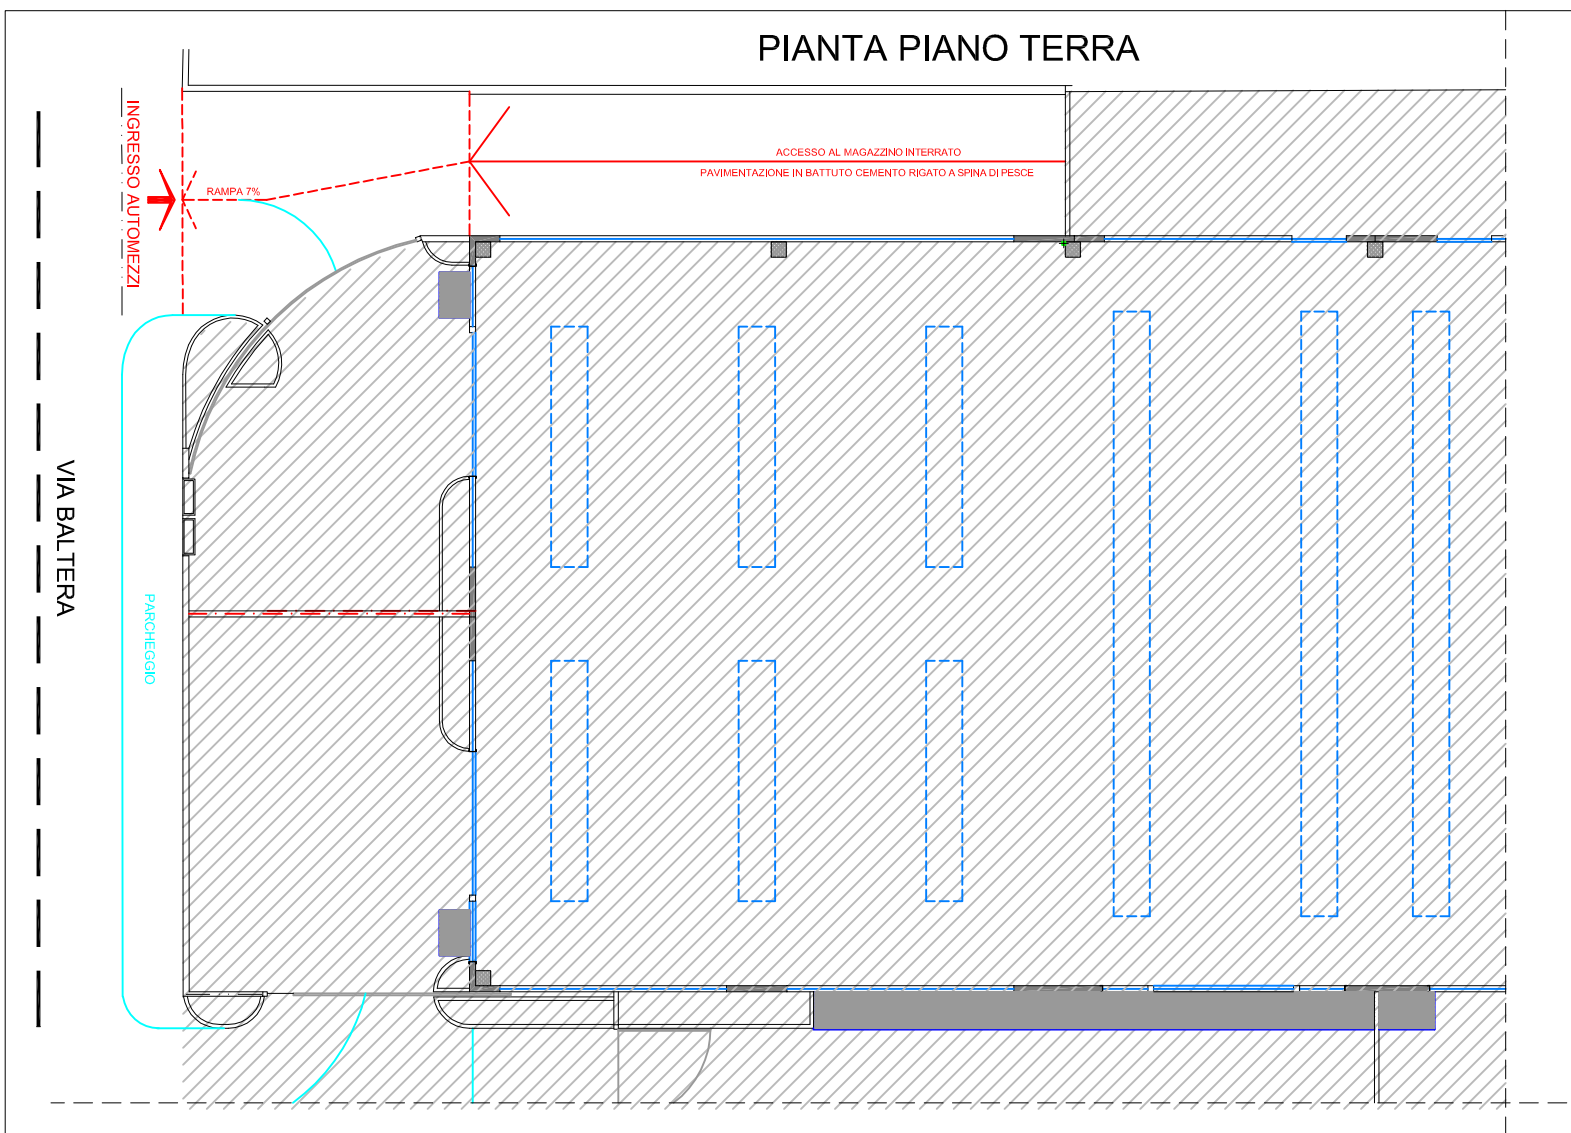 PIANTA PIANO TERRA
INGRESSO AUTOMEZZI
RAMPA 7%
ACCESSO AL MAGAZZINO INTERRATO
PAVIMENTAZIONE IN BATTUTO CEMENTO RIGATO A SPINA DI PESCE
VIA BALTERA
PARCHEGGIO